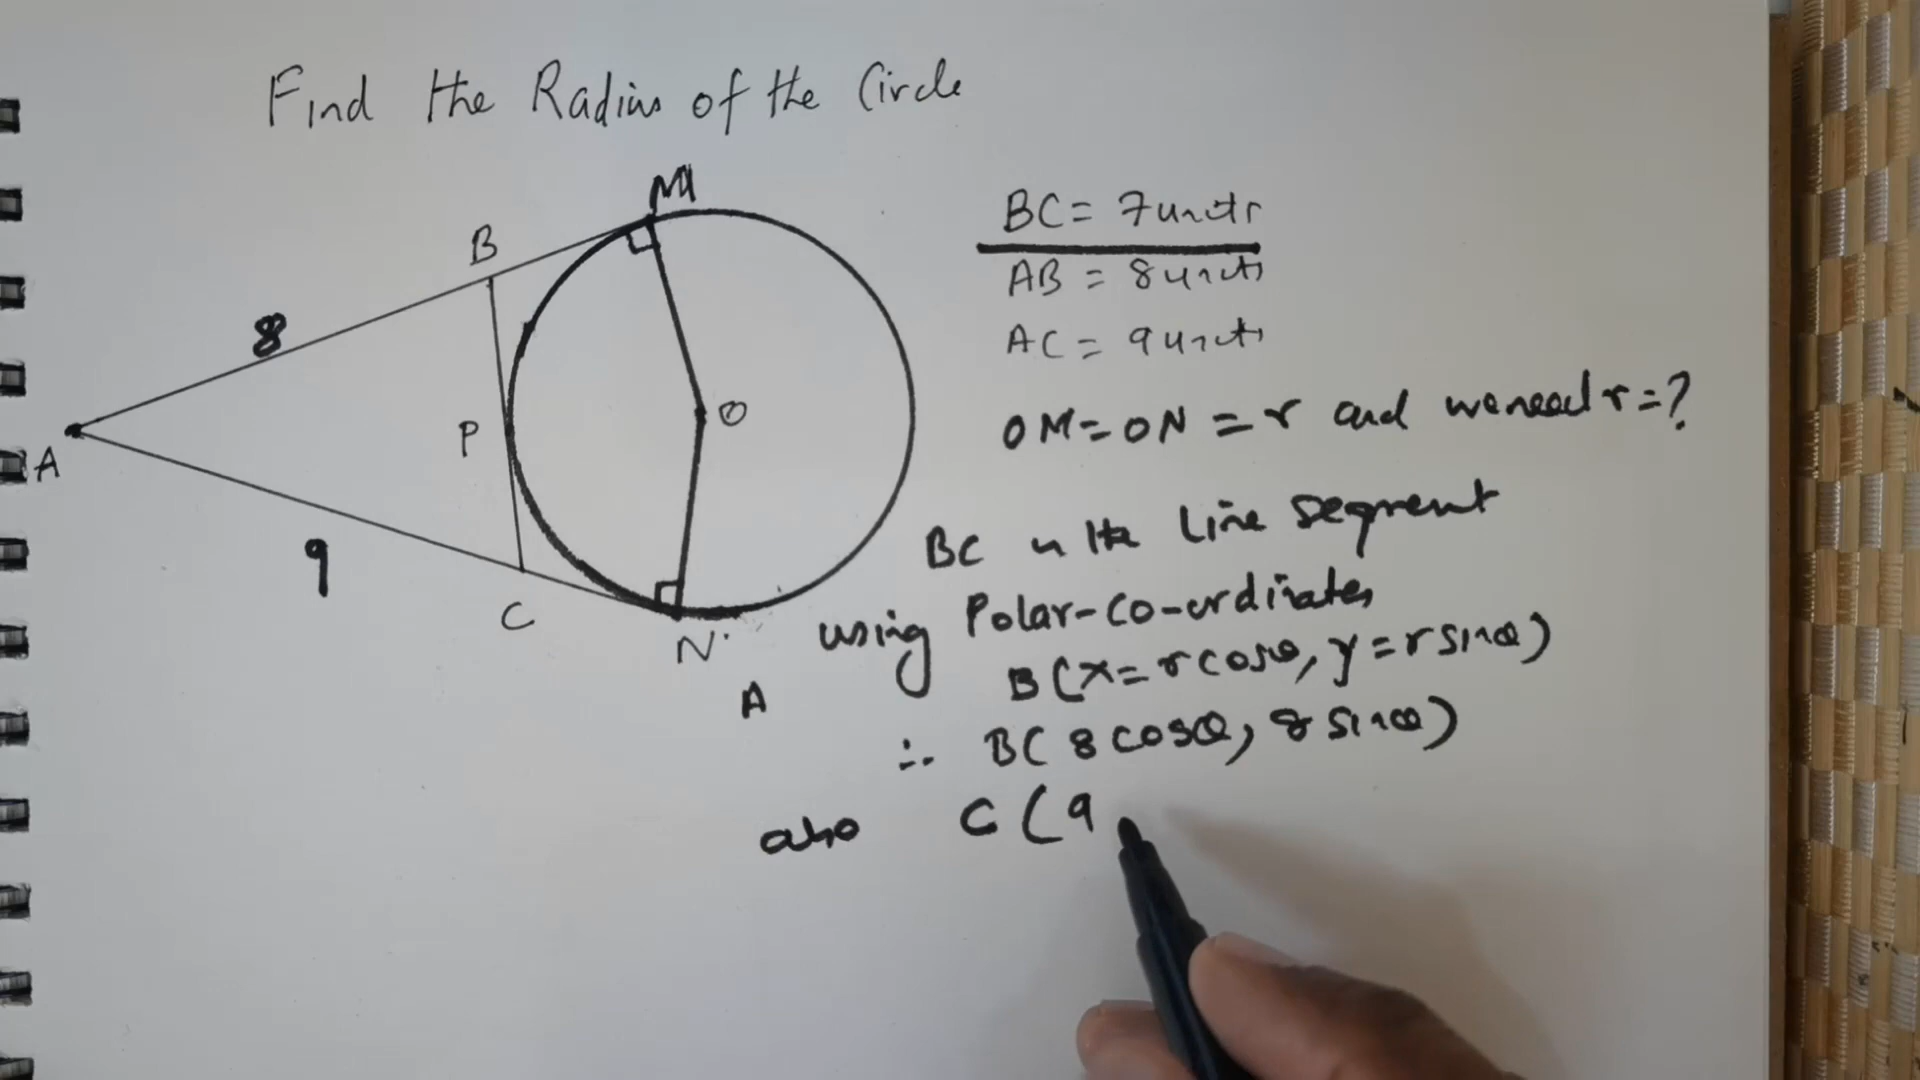 Find the Radius of the Circle
M
B
8
A
P
O
9
C
N
BC = 7 units
AB = 8 units
AC = 9 units
OM = ON = r and we need r = ?
BC is the line segment
using Polar-co-ordinates
A
B(x = r cosθ, y = r sinθ)
∴ B(8 cosθ, 8 sinθ)
also C (9